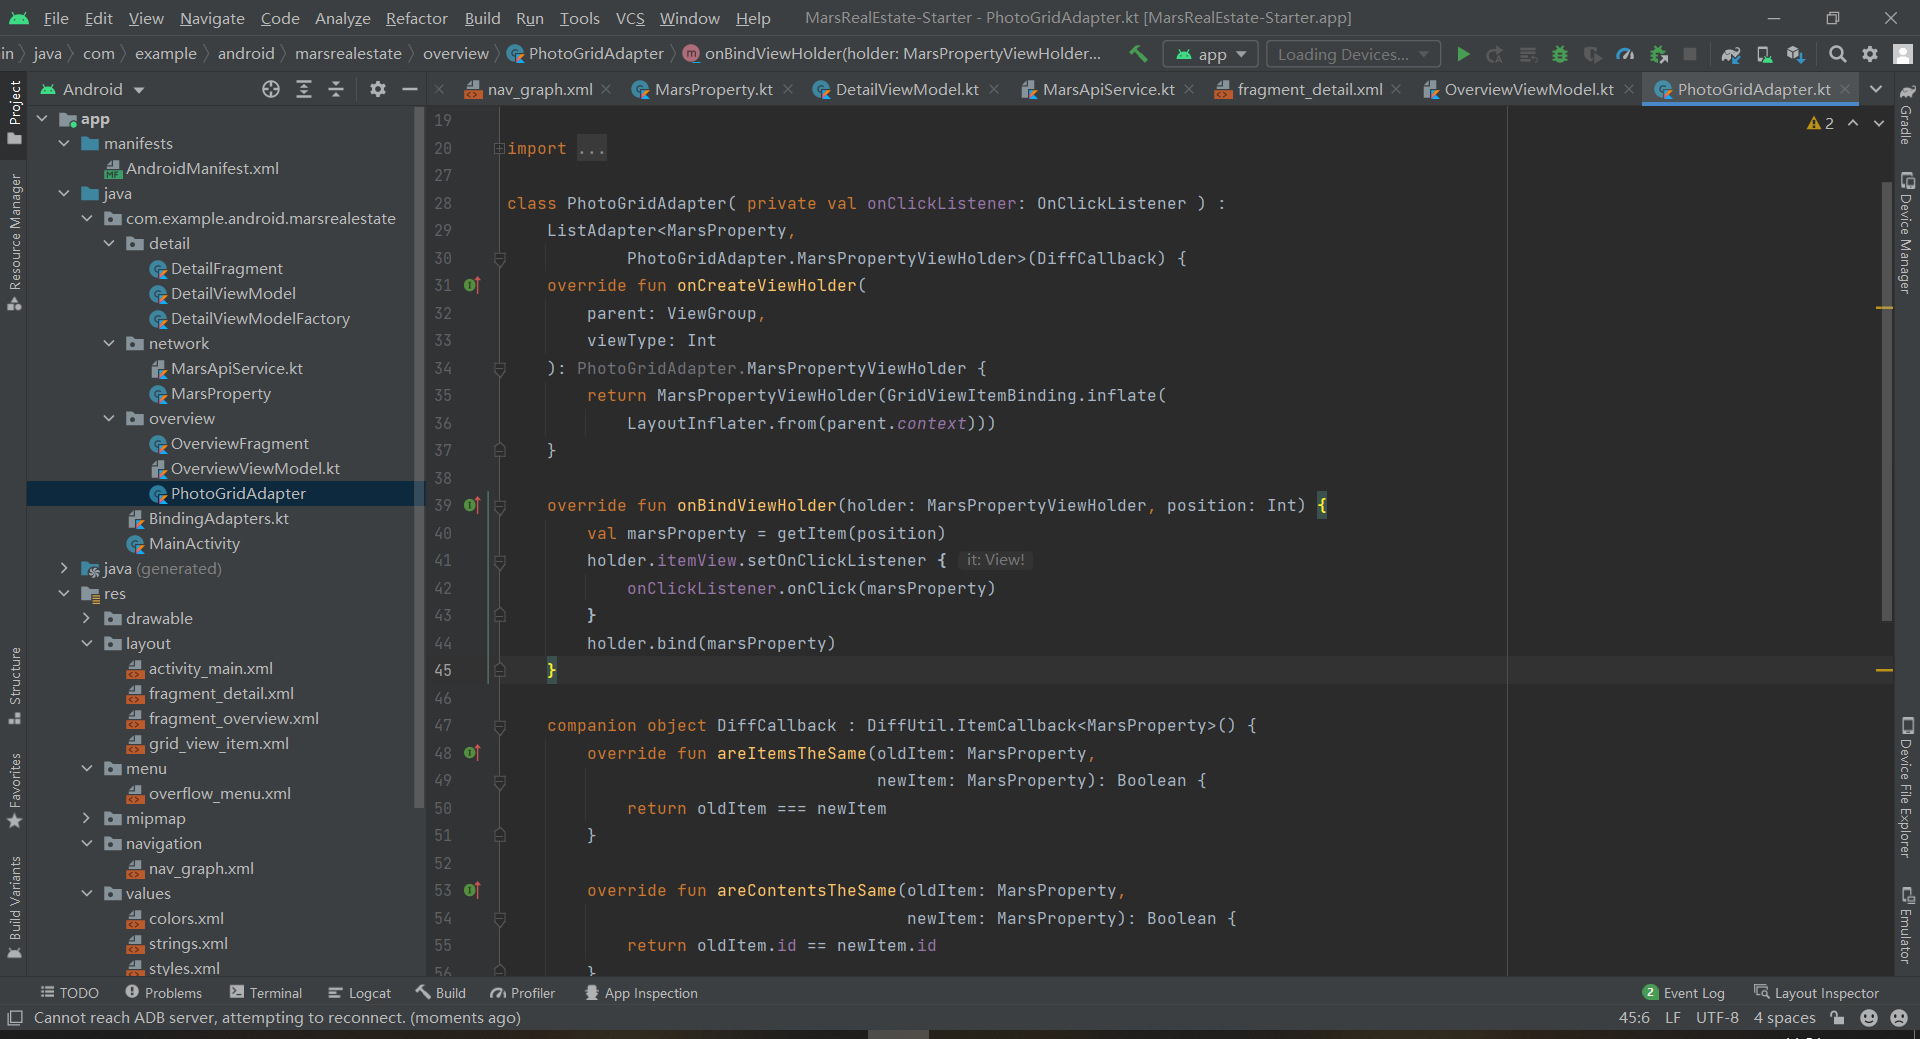 File Edit View Navigate Code Analyze Refactor Build Run Tools VCS Window Help MarsRealEstate-Starter - PhotoGridAdapter.kt [MarsRealEstate-Starter.app]
in java com example android marsrealestate overview PhotoGridAdapter m onBindViewHolder(holder: MarsPropertyViewHolder... app Loading Devices...
Android
nav_graph.xml MarsProperty.kt DetailViewModel.kt MarsApiService.kt fragment_detail.xml OverviewViewModel.kt PhotoGridAdapter.kt
Project
Resource Manager
Structure
Favorites
Build Variants
app
manifests
AndroidManifest.xml
java
com.example.android.marsrealestate
detail
DetailFragment
DetailViewModel
DetailViewModelFactory
network
MarsApiService.kt
MarsProperty
overview
OverviewFragment
OverviewViewModel.kt
PhotoGridAdapter
BindingAdapters.kt
MainActivity
java (generated)
res
drawable
layout
activity_main.xml
fragment_detail.xml
fragment_overview.xml
grid_view_item.xml
menu
overflow_menu.xml
mipmap
navigation
nav_graph.xml
values
colors.xml
strings.xml
styles.xml
2
19
20 import ...
27
28 class PhotoGridAdapter( private val onClickListener: OnClickListener ) :
29 ListAdapter<MarsProperty,
30 PhotoGridAdapter.MarsPropertyViewHolder>(DiffCallback) {
31 override fun onCreateViewHolder(
32 parent: ViewGroup,
33 viewType: Int
34 ): PhotoGridAdapter.MarsPropertyViewHolder {
35 return MarsPropertyViewHolder(GridViewItemBinding.inflate(
36 LayoutInflater.from(parent.context)))
37 }
38
39 override fun onBindViewHolder(holder: MarsPropertyViewHolder, position: Int) {
40 val marsProperty = getItem(position)
41 holder.itemView.setOnClickListener { it: View!
42 onClickListener.onClick(marsProperty)
43 }
44 holder.bind(marsProperty)
45 }
46
47 companion object DiffCallback : DiffUtil.ItemCallback<MarsProperty>() {
48 override fun areItemsTheSame(oldItem: MarsProperty,
49 newItem: MarsProperty): Boolean {
50 return oldItem === newItem
51 }
52
53 override fun areContentsTheSame(oldItem: MarsProperty,
54 newItem: MarsProperty): Boolean {
55 return oldItem.id == newItem.id
56 }
Gradle
Device Manager
Device File Explorer
Emulator
TODO Problems Terminal Logcat Build Profiler App Inspection 2 Event Log Layout Inspector
Cannot reach ADB server, attempting to reconnect. (moments ago) 45:6 LF UTF-8 4 spaces